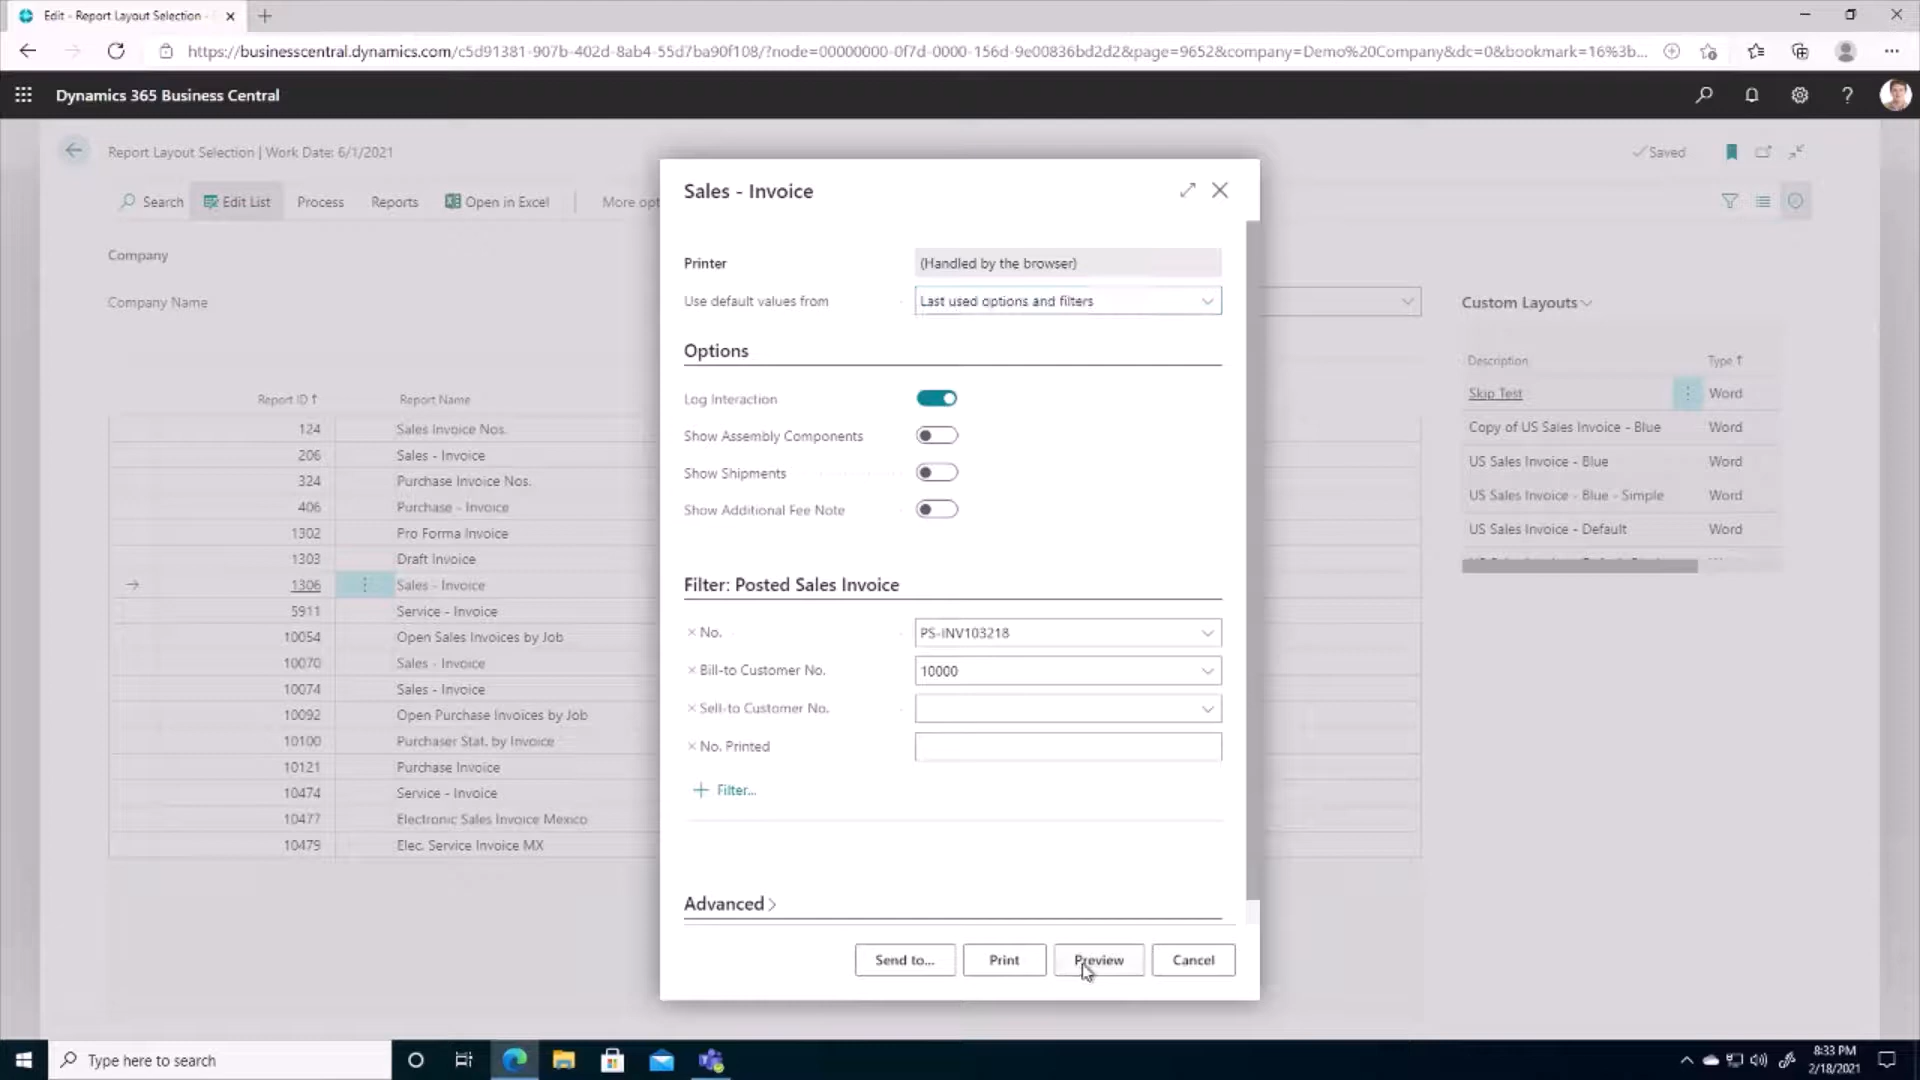 Edit - Report Layout Selection -
https://businesscentral.dynamics.com/c5d91381-907b-402d-8ab4-55d7ba90f108/?node=00000000-0f7d-0000-156d-9e00836bd2d2&page=9652&company=Demo%20Company&dc=0&bookmark=16%3b...
Dynamics 365 Business Central
Report Layout Selection | Work Date: 6/1/2021
Saved
Search Edit List Process Reports Open in Excel More opt
Company
Company Name
Report ID ↑ Report Name
124 Sales Invoice Nos.
206 Sales - Invoice
324 Purchase Invoice Nos.
406 Purchase - Invoice
1302 Pro Forma Invoice
1303 Draft Invoice
1306 Sales - Invoice
5911 Service - Invoice
10054 Open Sales Invoices by Job
10070 Sales - Invoice
10074 Sales - Invoice
10092 Open Purchase Invoices by Job
10100 Purchaser Stat. by Invoice
10121 Purchase Invoice
10474 Service - Invoice
10477 Electronic Sales Invoice Mexico
10479 Elec. Service Invoice MX
Sales - Invoice
Printer (Handled by the browser)
Use default values from Last used options and filters
Options
Log Interaction
Show Assembly Components
Show Shipments
Show Additional Fee Note
Filter: Posted Sales Invoice
× No. PS-INV103218
× Bill-to Customer No. 10000
× Sell-to Customer No.
× No. Printed
+ Filter...
Advanced >
Send to... Print Preview Cancel
Custom Layouts
Description Type ↑
Skip Test Word
Copy of US Sales Invoice - Blue Word
US Sales Invoice - Blue Word
US Sales Invoice - Blue - Simple Word
US Sales Invoice - Default Word
Type here to search
8:33 PM
2/18/2021